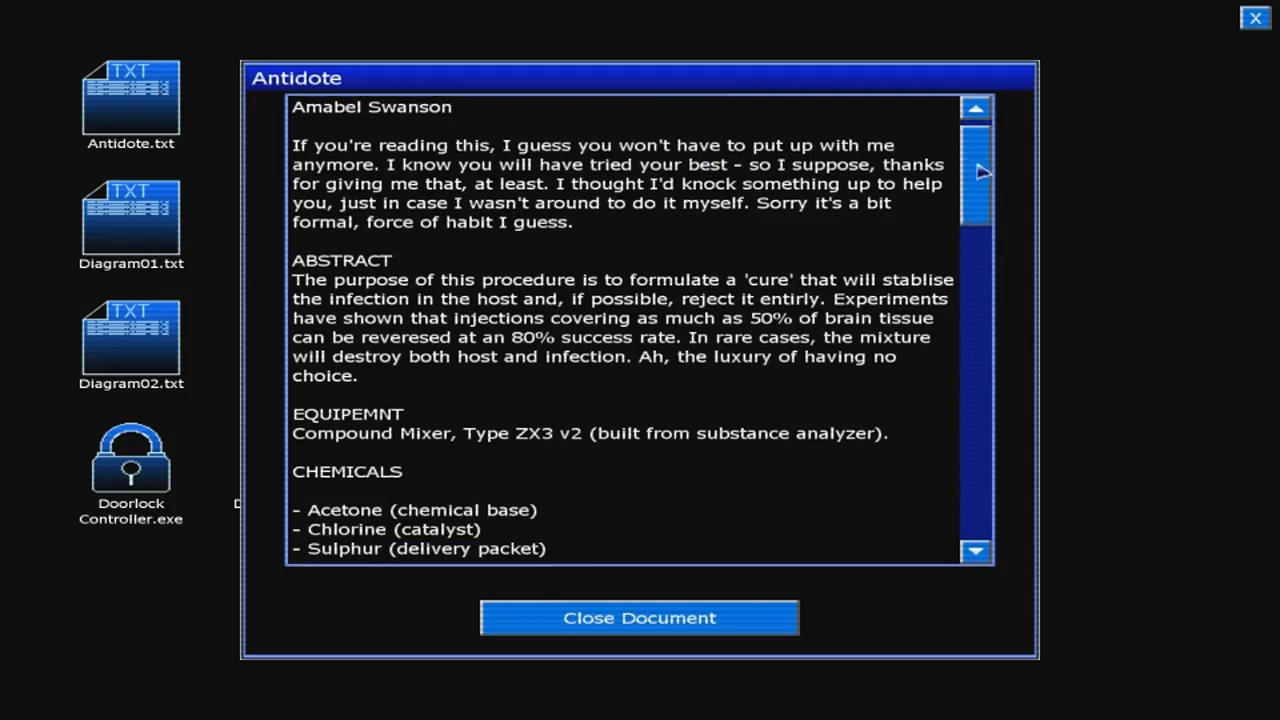 X
TXT
Antidote.txt
TXT
Diagram01.txt
TXT
Diagram02.txt
Doorlock
Controller.exe
Antidote
Amabel Swanson
If you're reading this, I guess you won't have to put up with me
anymore. I know you will have tried your best - so I suppose, thanks
for giving me that, at least. I thought I'd knock something up to help
you, just in case I wasn't around to do it myself. Sorry it's a bit
formal, force of habit I guess.
ABSTRACT
The purpose of this procedure is to formulate a 'cure' that will stablise
the infection in the host and, if possible, reject it entirly. Experiments
have shown that injections covering as much as 50% of brain tissue
can be reveresed at an 80% success rate. In rare cases, the mixture
will destroy both host and infection. Ah, the luxury of having no
choice.
EQUIPEMNT
Compound Mixer, Type ZX3 v2 (built from substance analyzer).
CHEMICALS
- Acetone (chemical base)
- Chlorine (catalyst)
- Sulphur (delivery packet)
Close Document